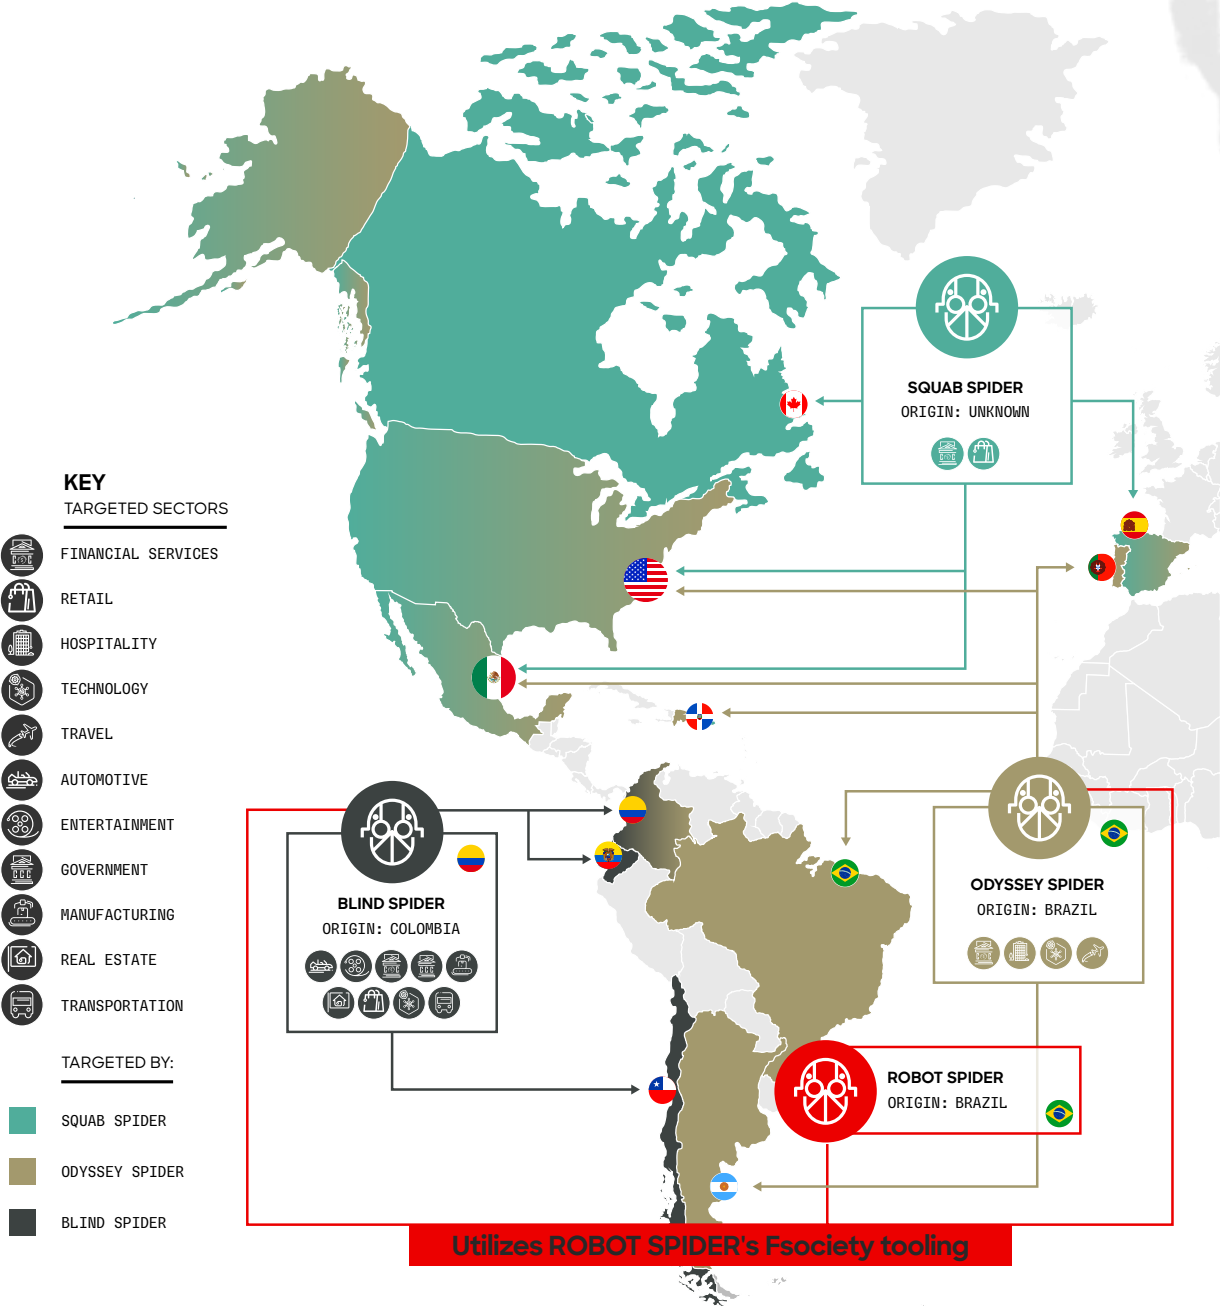 SQUAB SPIDER
ORIGIN: UNKNOWN
KEY
TARGETED SECTORS
FINANCIAL SERVICES
RETAIL
HOSPITALITY
TECHNOLOGY
TRAVEL
AUTOMOTIVE
ENTERTAINMENT
GOVERNMENT
MANUFACTURING
REAL ESTATE
TRANSPORTATION
TARGETED BY:
SQUAB SPIDER
ODYSSEY SPIDER
BLIND SPIDER
BLIND SPIDER
ORIGIN: COLOMBIA
ODYSSEY SPIDER
ORIGIN: BRAZIL
ROBOT SPIDER
ORIGIN: BRAZIL
Utilizes ROBOT SPIDER's Fsociety tooling